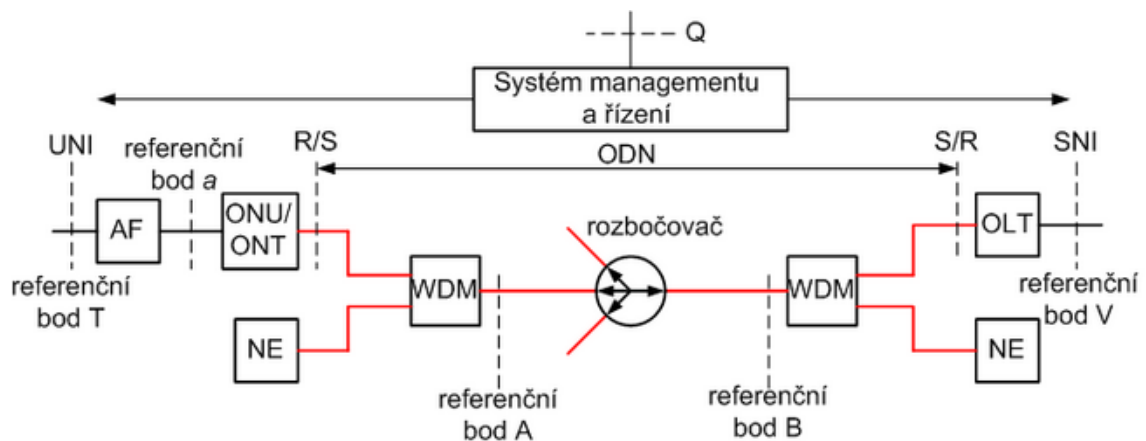 Q
Systém managementu
a řízení
UNI
referenční
bod a
R/S
ODN
S/R
SNI
AF
ONU/
ONT
rozbočovač
OLT
referenční
bod T
WDM
WDM
referenční
bod V
NE
NE
referenční
bod A
referenční
bod B